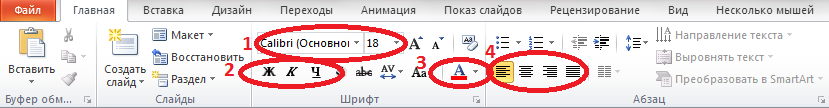 Файл Главная Вставка Дизайн Переходы Анимация Показ слайдов Рецензирование Вид Несколько мышей
Вставить
Буфер обм...
Создать слайд
Макет
Восстановить
Раздел
Слайды
1 Calibri (Основної 18 A A
2 Ж К Ч S abc AV Aa 3 A
Шрифт
4
Абзац
Направление текста
Выровнять текст
Преобразовать в SmartArt